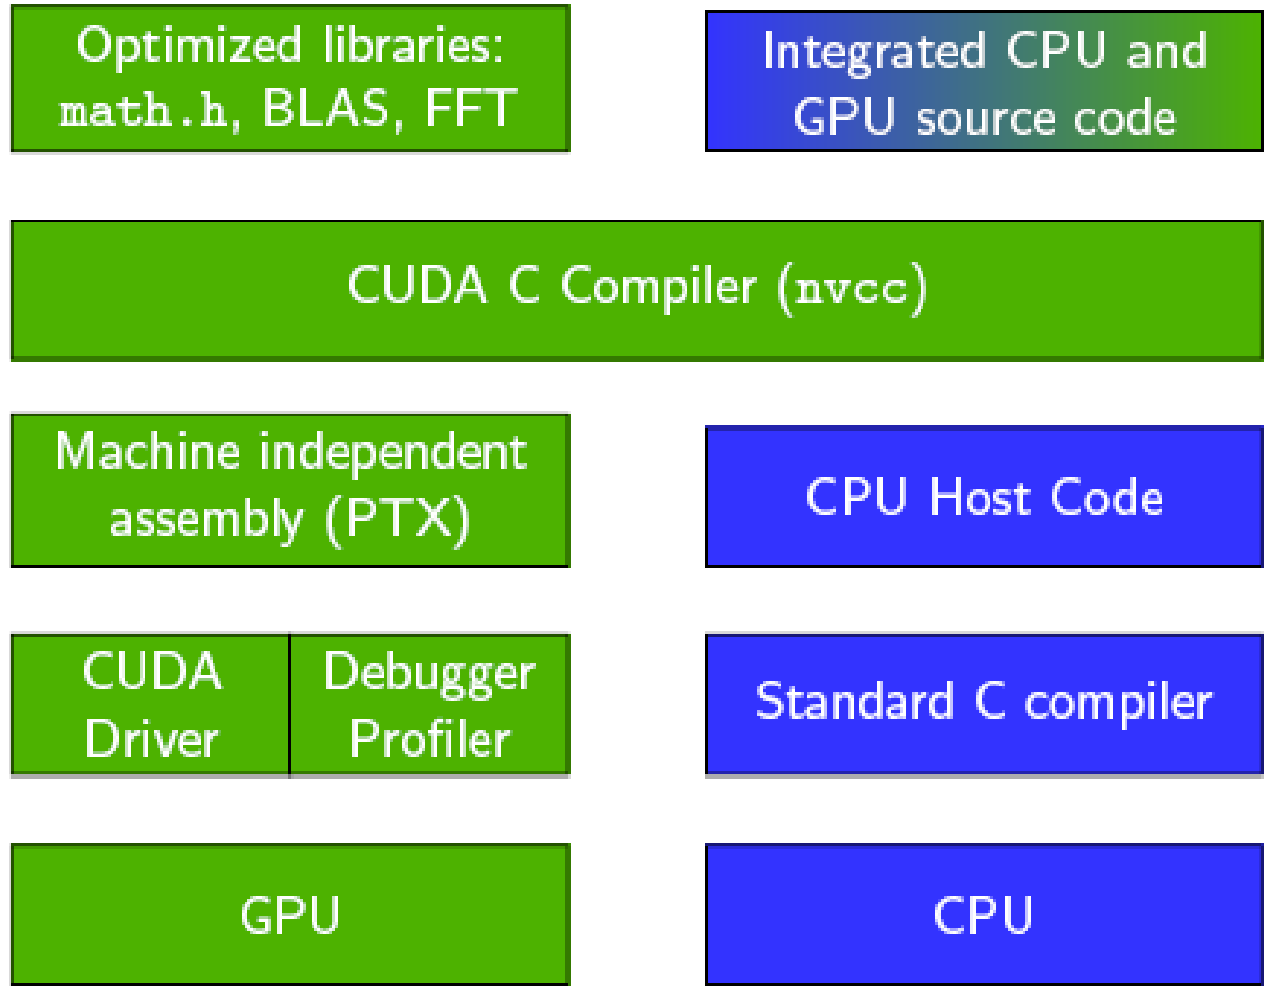 Optimized libraries:
math.h, BLAS, FFT
Integrated CPU and
GPU source code
CUDA C Compiler (nvcc)
Machine independent
assembly (PTX)
CPU Host Code
CUDA
Driver
Debugger
Profiler
Standard C compiler
GPU
CPU